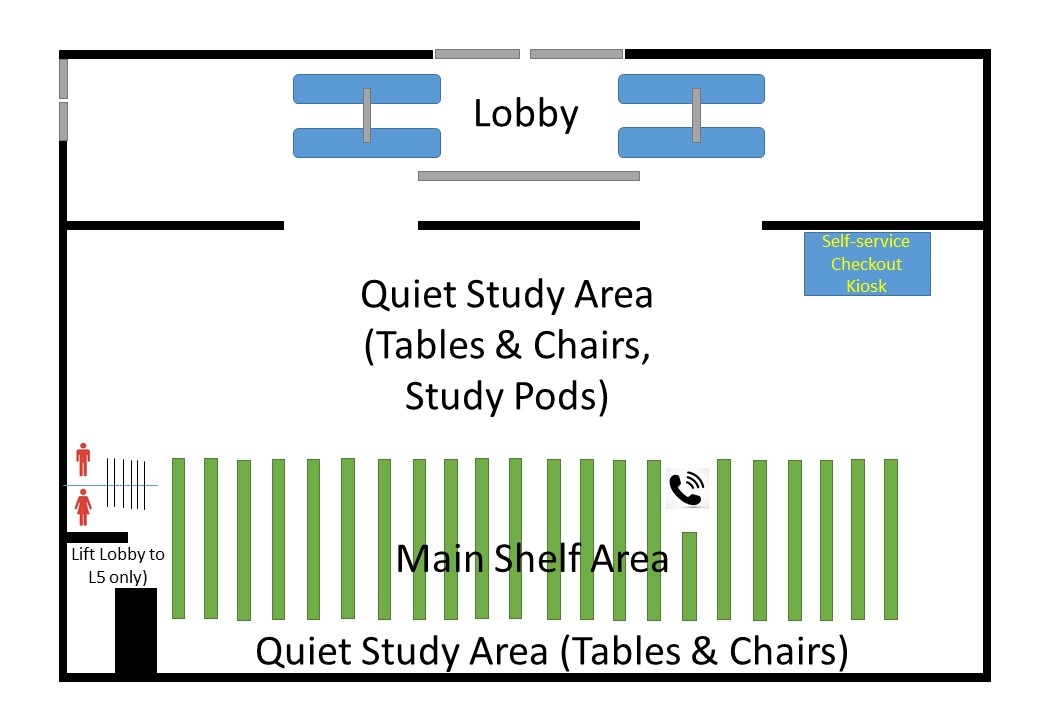 Lobby
Self-service
Checkout
Kiosk
Quiet Study Area
(Tables & Chairs,
Study Pods)
Lift Lobby to
L5 only)
Main Shelf Area
Quiet Study Area (Tables & Chairs)